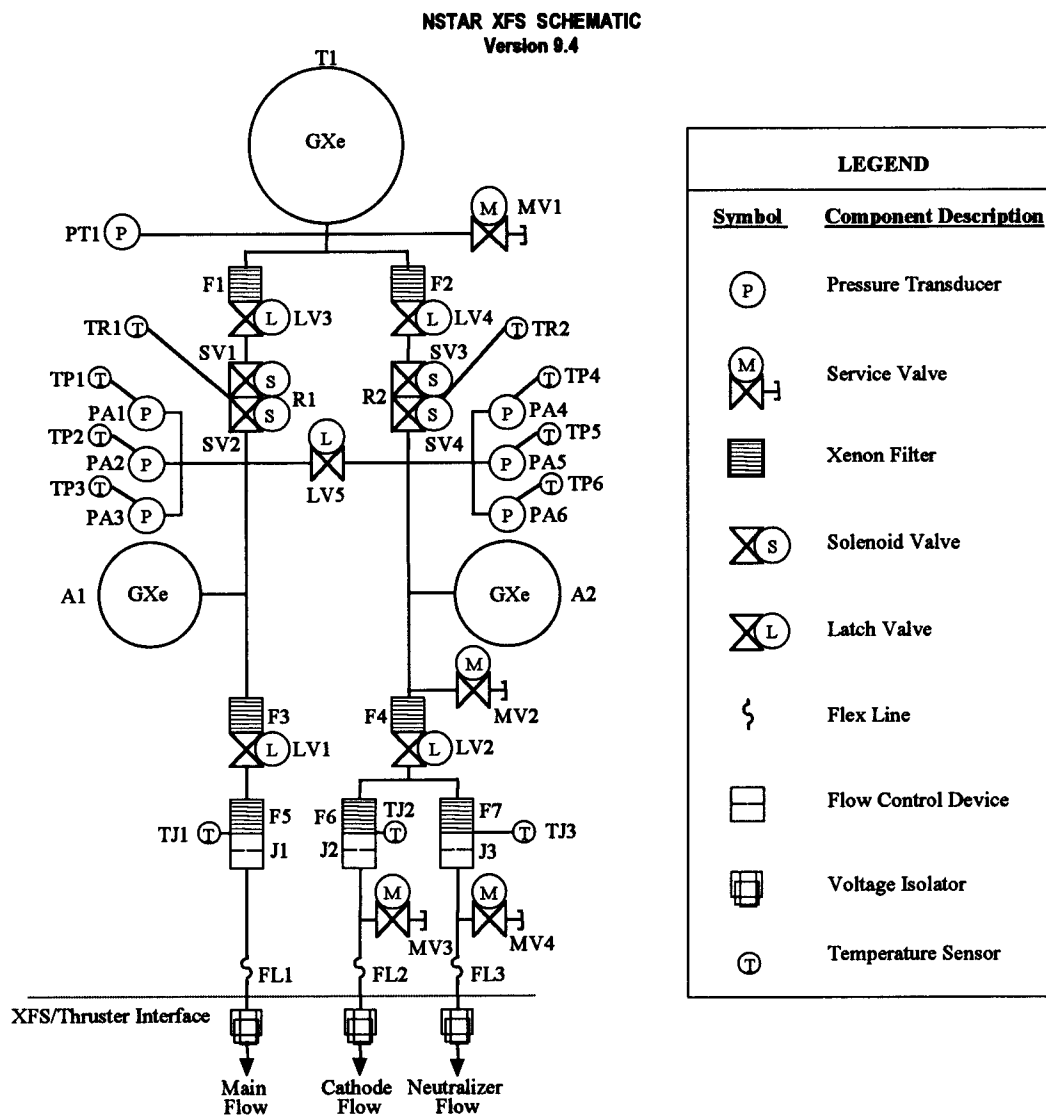 NSTAR XFS SCHEMATIC
Version 9.4
T1
GXe
PT1 P
M MV1
F1
F2
L LV3
L LV4
TR1 T
T TR2
SV1
SV3
S
S
TP1 T
T TP4
R1
R2
S
S
PA1 P
P PA4
TP2 T
SV2
SV4
T TP5
L
PA2 P
P PA5
TP3 T
LV5
T TP6
PA3 P
P PA6
A1 GXe
GXe A2
M
MV2
F3
F4
L LV1
L LV2
F5
F6
TJ2
F7
TJ1 T
T
T TJ3
J1
J2
J3
M
M
MV3
MV4
FL1
FL2
FL3
XFS/Thruster Interface
Main
Flow
Cathode
Flow
Neutralizer
Flow
LEGEND
Symbol Component Description
P Pressure Transducer
M Service Valve
Xenon Filter
S Solenoid Valve
L Latch Valve
Flex Line
Flow Control Device
Voltage Isolator
T Temperature Sensor